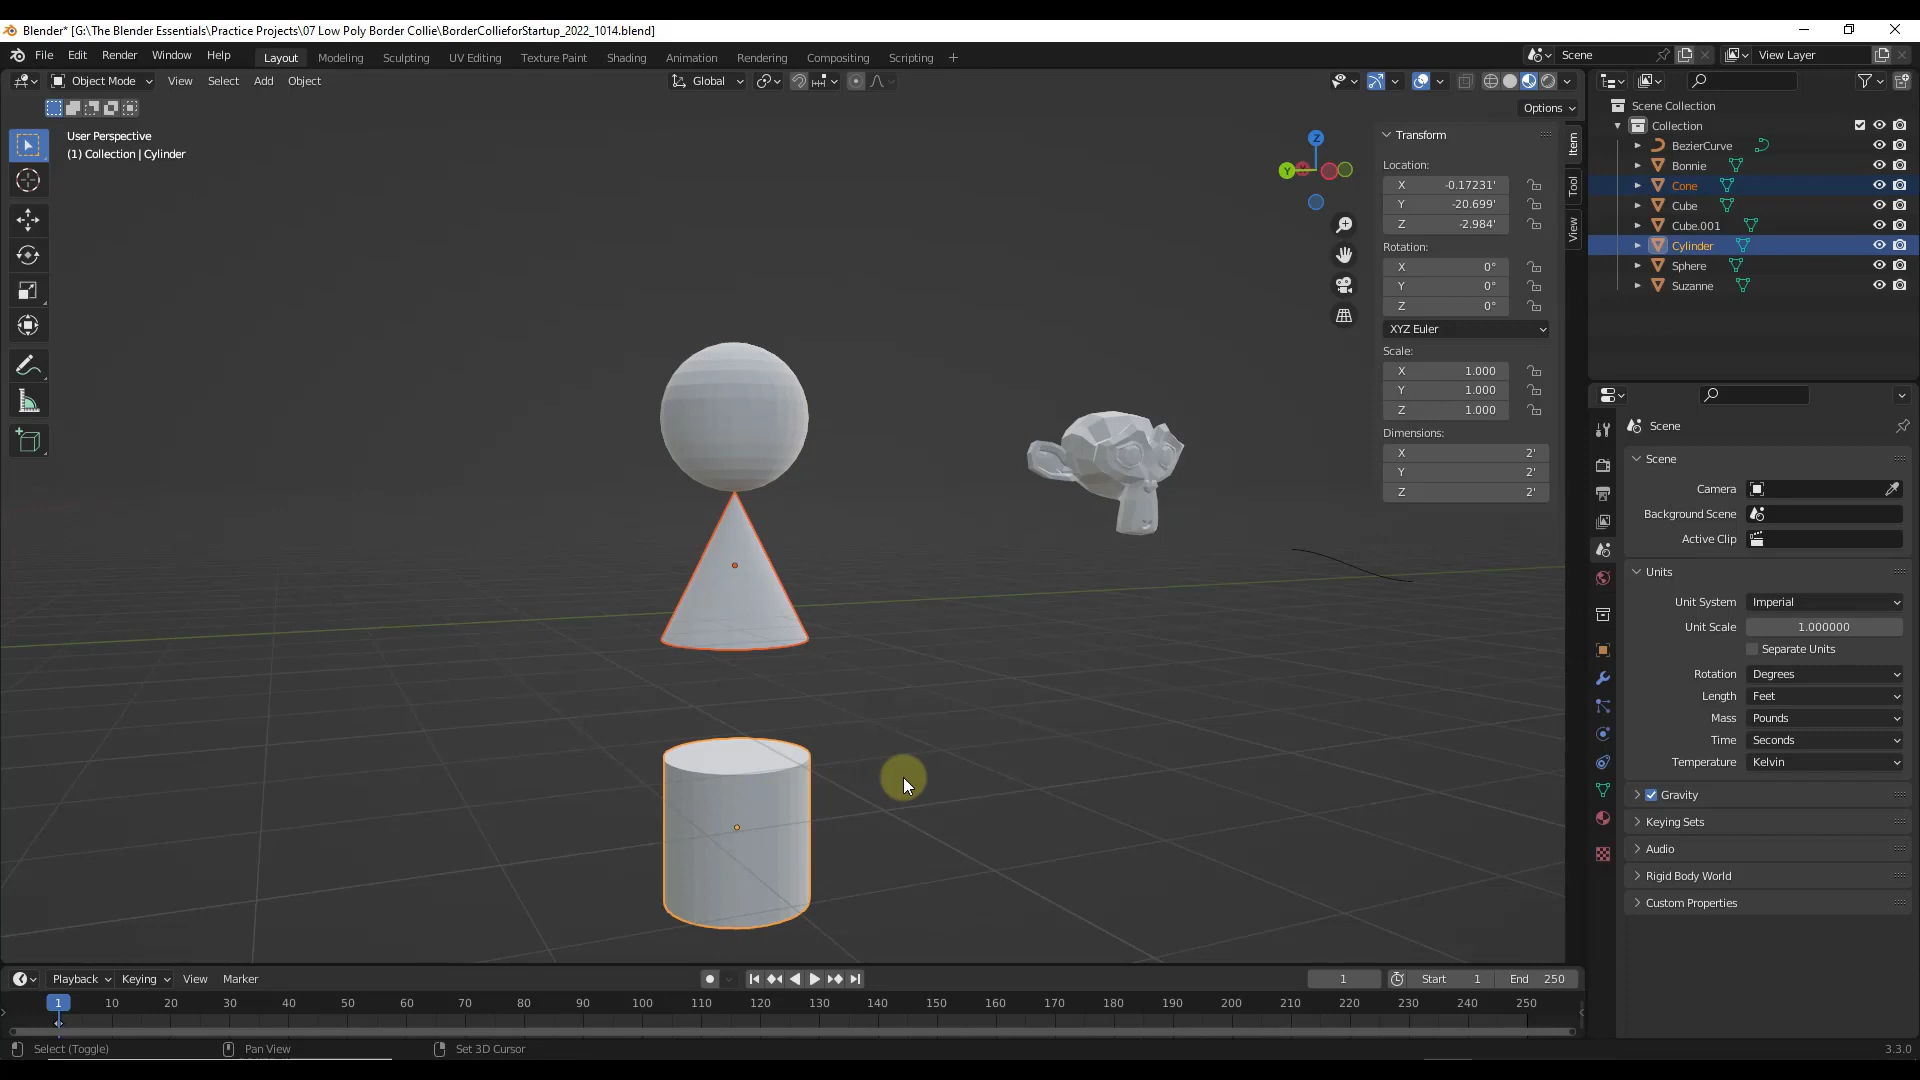 Blender* [G:\The Blender Essentials\Practice Projects\07 Low Poly Border Collie\BorderCollieforStartup_2022_1014.blend]
File Edit Render Window Help Layout Modeling Sculpting UV Editing Texture Paint Shading Animation Rendering Compositing Scripting + Scene View Layer
Object Mode View Select Add Object Global
Options
User Perspective
(1) Collection | Cylinder
Z
Y
Transform
Location:
X -0.17231'
Y -20.699'
Z -2.984'
Rotation:
X 0°
Y 0°
Z 0°
XYZ Euler
Scale:
X 1.000
Y 1.000
Z 1.000
Dimensions:
X 2'
Y 2'
Z 2'
Item
Tool
View
Scene Collection
Collection
BezierCurve
Bonnie
Cone
Cube
Cube.001
Cylinder
Sphere
Suzanne
Scene
Scene
Camera
Background Scene
Active Clip
Units
Unit System Imperial
Unit Scale 1.000000
Separate Units
Rotation Degrees
Length Feet
Mass Pounds
Time Seconds
Temperature Kelvin
Gravity
Keying Sets
Audio
Rigid Body World
Custom Properties
Playback Keying View Marker 1 Start 1 End 250
1 10 20 30 40 50 60 70 80 90 100 110 120 130 140 150 160 170 180 190 200 210 220 230 240 250
Select (Toggle) Pan View Set 3D Cursor 3.3.0